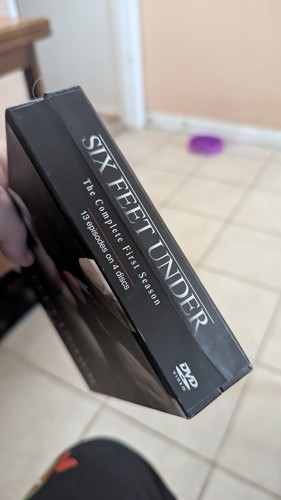 SIX FEET UNDER
The Complete First Season
13 episodes on 4 discs
DVD
VIDEO